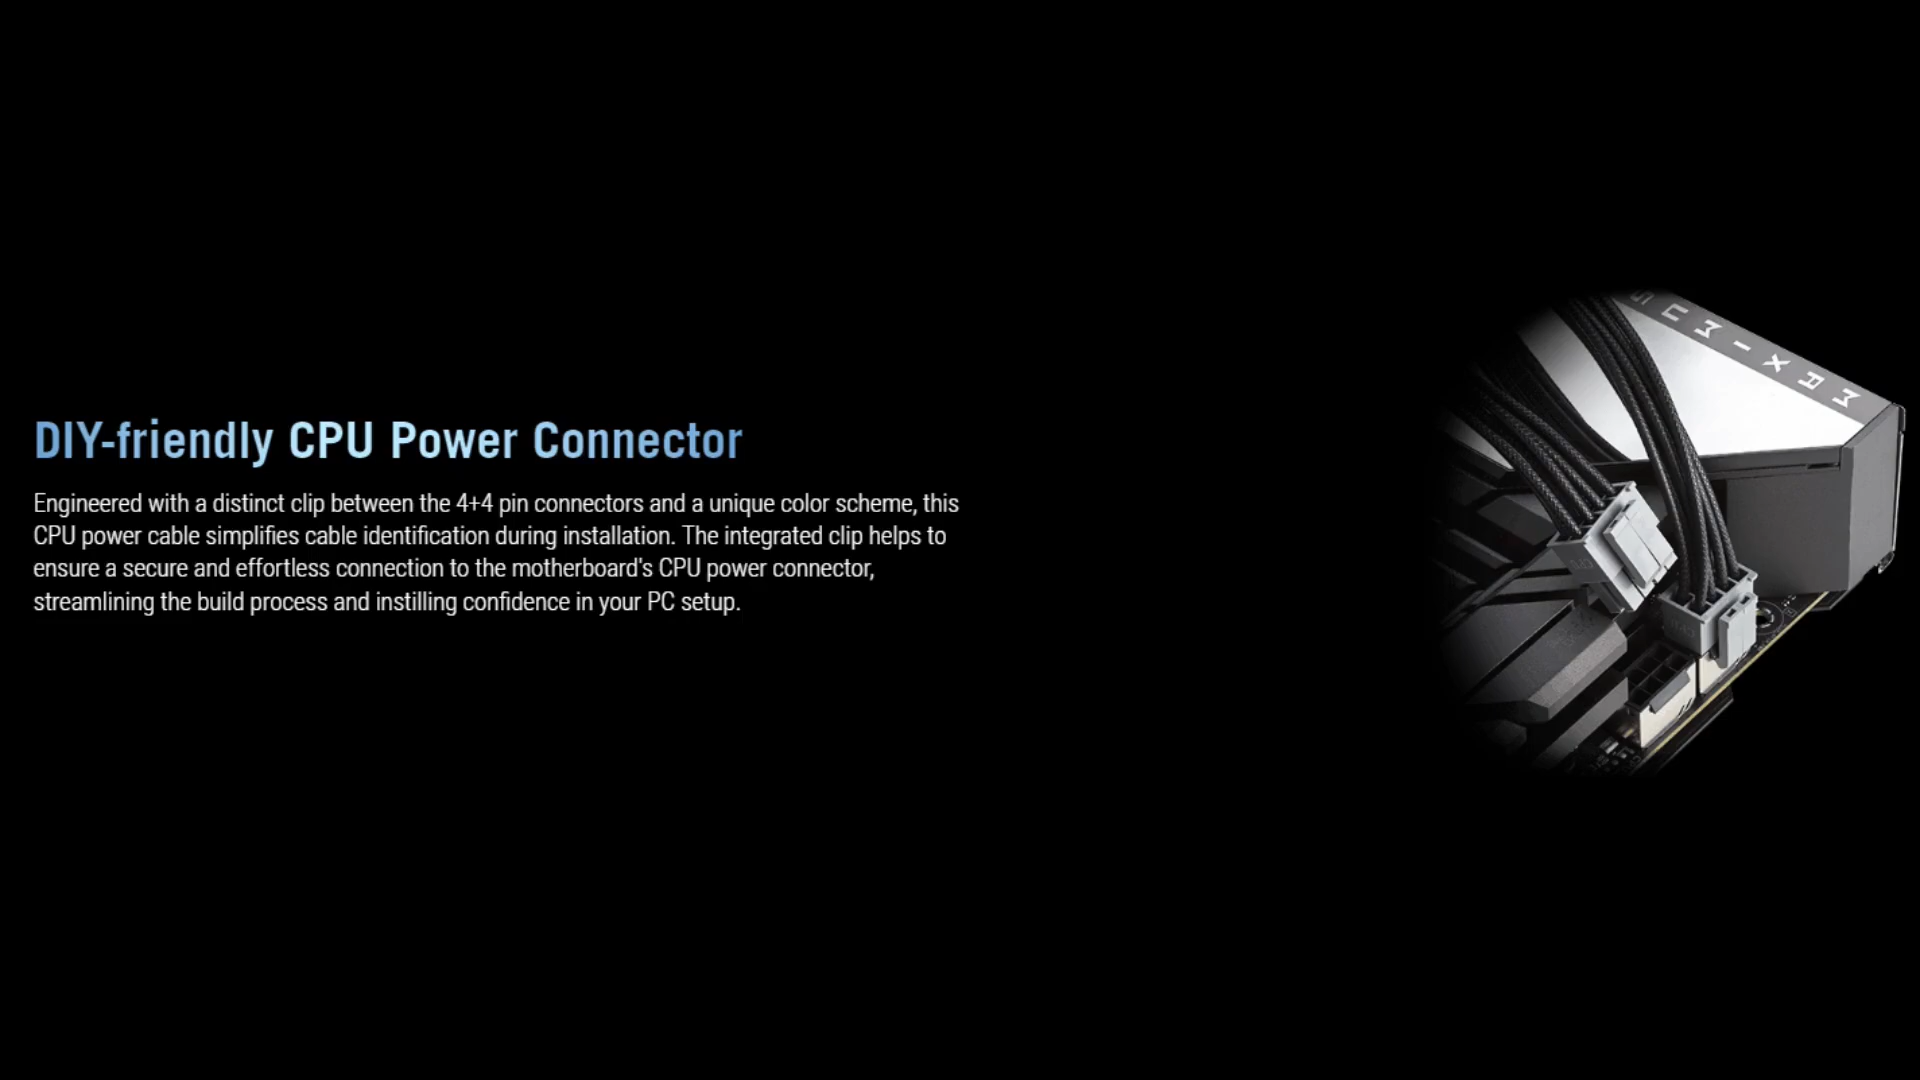 DIY-friendly CPU Power Connector
Engineered with a distinct clip between the 4+4 pin connectors and a unique color scheme, this
CPU power cable simplifies cable identification during installation. The integrated clip helps to
ensure a secure and effortless connection to the motherboard's CPU power connector,
streamlining the build process and instilling confidence in your PC setup.
MAXIMUS